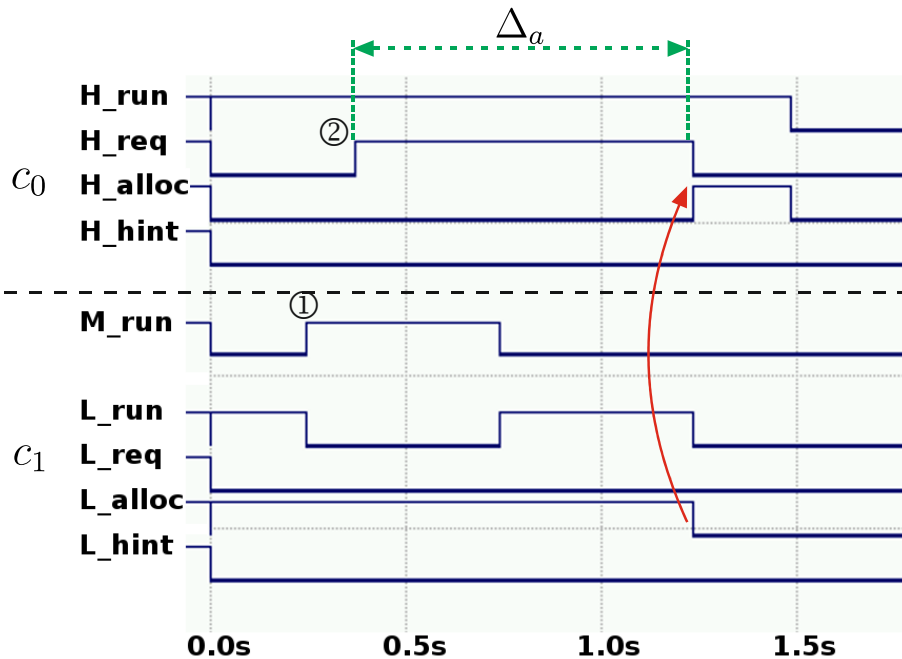 Δₐ
H_run
②
H_req
c₀
H_alloc
H_hint
①
M_run
L_run
c₁
L_req
L_alloc
L_hint
0.0s 0.5s 1.0s 1.5s